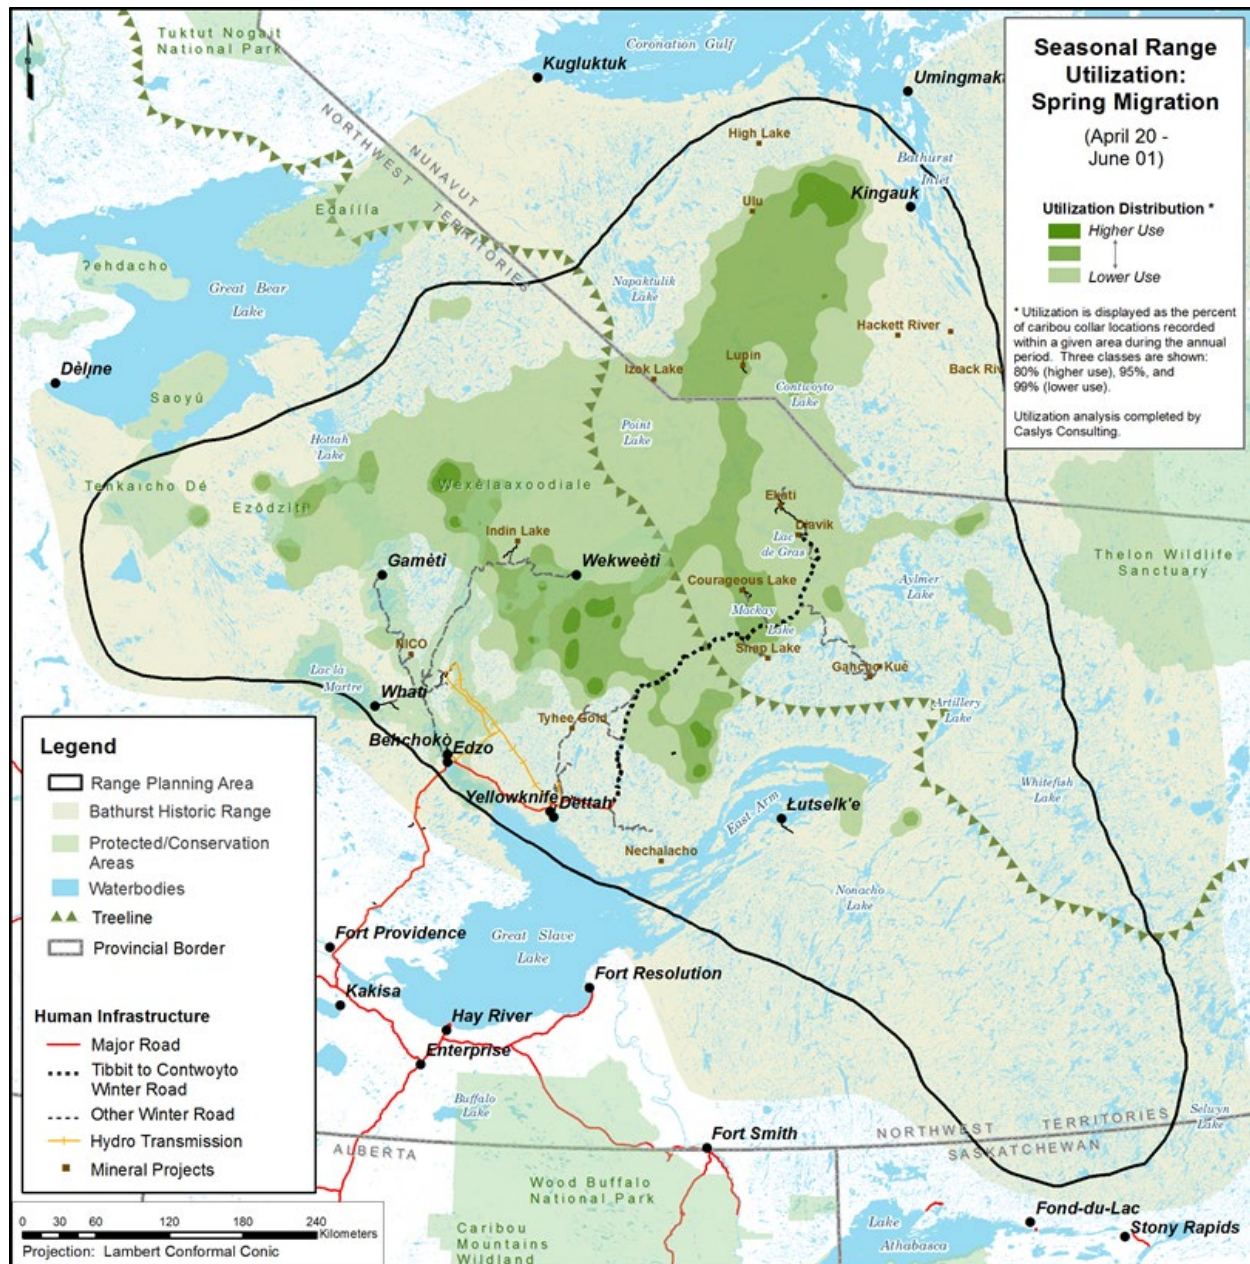 Tuktut Nogait
National Park
Coronation Gulf
Kugluktuk
Umingmakt
NORTHWEST TERRITORIES
NUNAVUT
High Lake
Bathurst
Inlet
Kingauk
Ulu
Edaííla
Ɂehdacho
Great Bear
Lake
Napaktulik
Lake
Hackett River
Back Riv
Dèlı̨ne
Saoyú
Lupin
Izok Lake
Contwoyto
Lake
Point
Lake
Hottah
Lake
Wexèlaaxoodiale
Ezǫ̀dzìtì
Ekati
Diavik
Lac
de Gras
Indin Lake
Gamètì
Wekweètì
Thelon Wildlife
Sanctuary
Courageous Lake
Aylmer
Lake
Mackay
Lake
Snap Lake
Gahcho Kué
NICO
Lac la
Martre
Whatì
Artillery
Lake
Tyhee Gold
Behchokò
Edzo
Yellowknife
Dettah
Whitefish
Lake
East Arm
Łutselk'e
Nechalacho
Nonacho
Lake
Fort Providence
Great Slave
Lake
Fort Resolution
Kakisa
Hay River
Enterprise
Buffalo
Lake
Fort Smith
ALBERTA
NORTHWEST TERRITORIES
SASKATCHEWAN
Selwyn
Lake
Wood Buffalo
National Park
Caribou
Mountains
Wildland
Lake
Athabasca
Fond-du-Lac
Stony Rapids
Seasonal Range
Utilization:
Spring Migration
(April 20 -
June 01)
Utilization Distribution *
Higher Use
Lower Use
* Utilization is displayed as the percent
of caribou collar locations recorded
within a given area during the annual
period. Three classes are shown:
80% (higher use), 95%, and
99% (lower use).
Utilization analysis completed by
Caslys Consulting.
Legend
Range Planning Area
Bathurst Historic Range
Protected/Conservation
Areas
Waterbodies
Treeline
Provincial Border
Human Infrastructure
Major Road
Tibbit to Contwoyto
Winter Road
Other Winter Road
Hydro Transmission
Mineral Projects
0 30 60 120 180 240
Kilometers
Projection: Lambert Conformal Conic